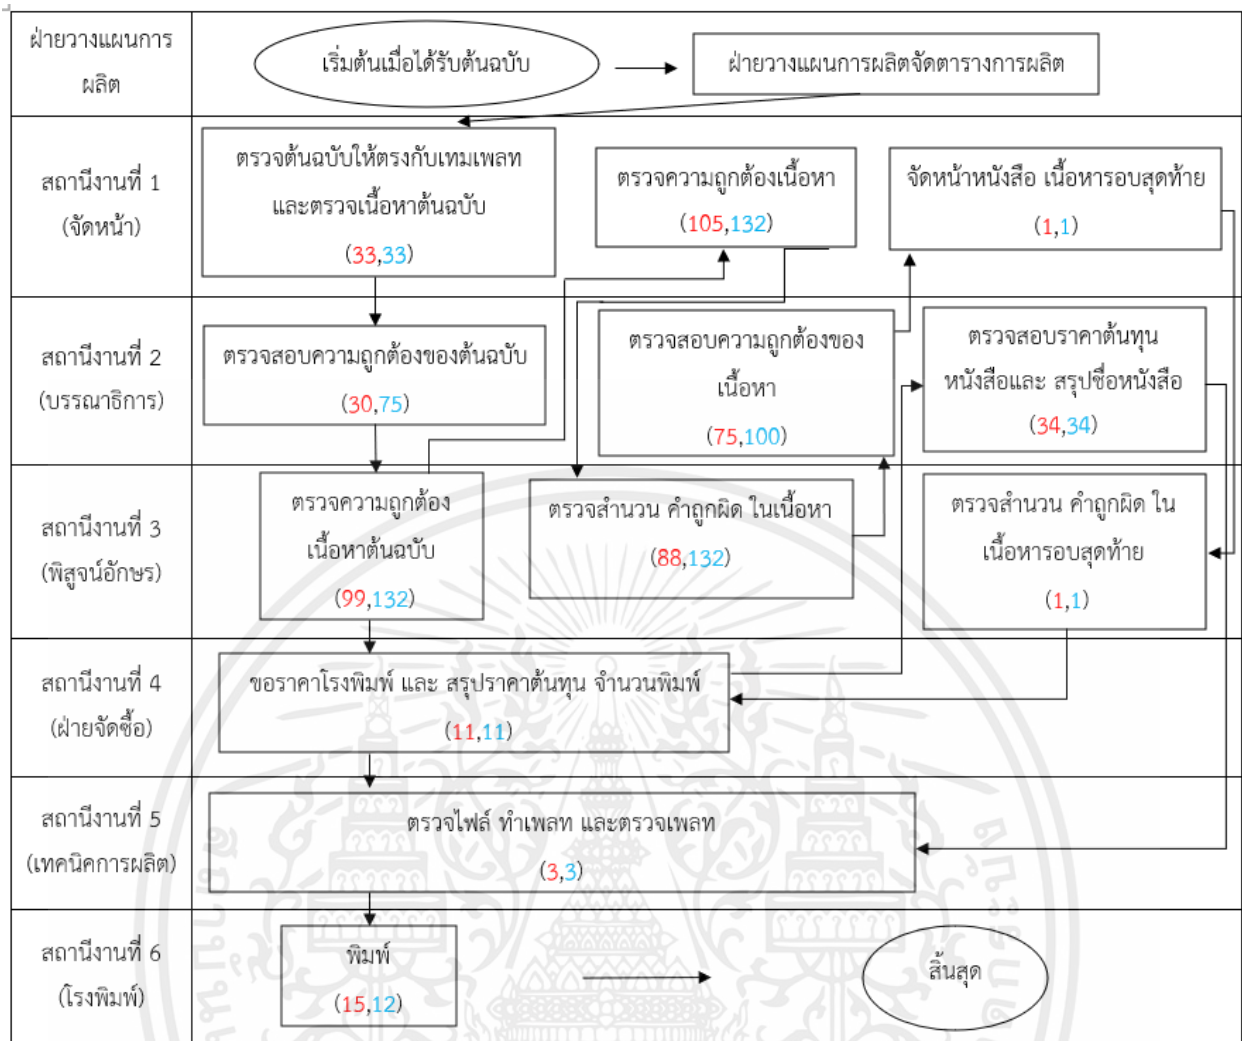 ฝ่ายวางแผนการ
ผลิต
เริ่มต้นเมื่อได้รับต้นฉบับ
ฝ่ายวางแผนการผลิตจัดตารางการผลิต
สถานีงานที่ 1
(จัดหน้า)
ตรวจต้นฉบับให้ตรงกับเทมเพลท
และตรวจเนื้อหาต้นฉบับ
(33,33)
ตรวจความถูกต้องเนื้อหา
(105,132)
จัดหน้าหนังสือ เนื้อหารอบสุดท้าย
(1,1)
สถานีงานที่ 2
(บรรณาธิการ)
ตรวจสอบความถูกต้องของต้นฉบับ
(30,75)
ตรวจสอบความถูกต้องของ
เนื้อหา
(75,100)
ตรวจสอบราคาต้นทุน
หนังสือและ สรุปชื่อหนังสือ
(34,34)
สถานีงานที่ 3
(พิสูจน์อักษร)
ตรวจความถูกต้อง
เนื้อหาต้นฉบับ
(99,132)
ตรวจสำนวน คำถูกผิด ในเนื้อหา
(88,132)
ตรวจสำนวน คำถูกผิด ใน
เนื้อหารอบสุดท้าย
(1,1)
สถานีงานที่ 4
(ฝ่ายจัดซื้อ)
ขอราคาโรงพิมพ์ และ สรุปราคาต้นทุน จำนวนพิมพ์
(11,11)
สถานีงานที่ 5
(เทคนิคการผลิต)
ตรวจไฟล์ ทำเพลท และตรวจเพลท
(3,3)
สถานีงานที่ 6
(โรงพิมพ์)
พิมพ์
(15,12)
สิ้นสุด